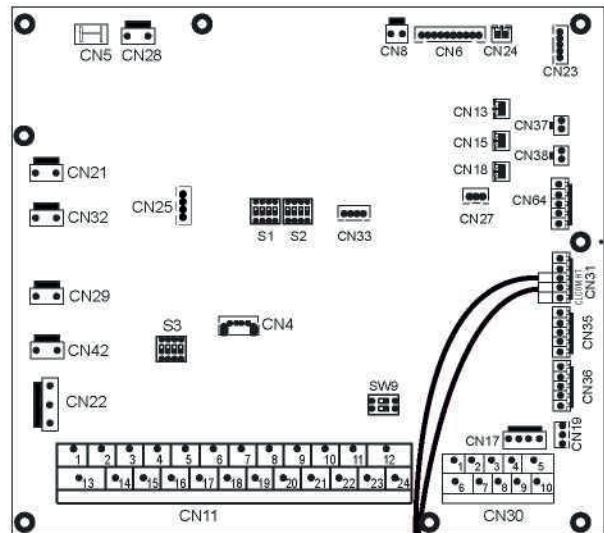 CN5 CN28 CN8 CN6 CN24 CN23
CN13 CN37
CN15 CN38
CN18
CN21 CN25 CN27 CN64
CN32 S1 S2 CN33
CLCOM HT CN31
CN29 S3 CN4 CN35
CN42
CN22 SW9 CN36
CN17 CN19
1 2 3 4 5 6 7 8 9 10 11 12
13 14 15 16 17 18 19 20 21 22 23 24
CN11
1 2 3 4 5
6 7 8 9 10
CN30